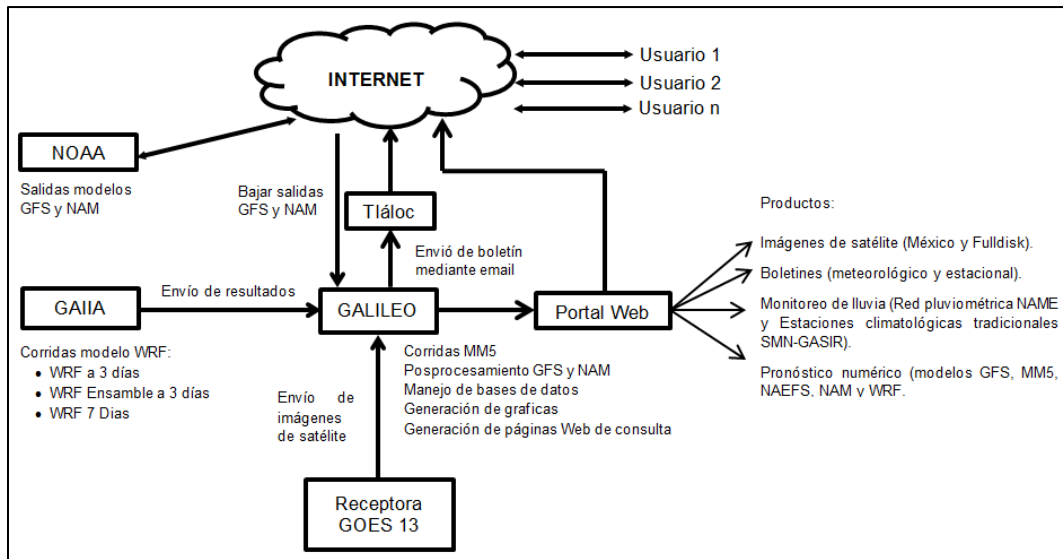 INTERNET
Usuario 1
Usuario 2
Usuario n
NOAA
Salidas modelos
GFS y NAM
Bajar salidas
GFS y NAM
Tláloc
Envió de boletín
mediante email
GAIIA
Envío de resultados
GALILEO
Portal Web
Corridas modelo WRF:
• WRF a 3 días
• WRF Ensamble a 3 días
• WRF 7 Dias
Envío de
imágenes
de satélite
Corridas MM5
Posprocesamiento GFS y NAM
Manejo de bases de datos
Generación de graficas
Generación de páginas Web de consulta
Receptora
GOES 13
Productos:
Imágenes de satélite (México y Fulldisk).
Boletines (meteorológico y estacional).
Monitoreo de lluvia (Red pluviométrica NAME
y Estaciones climatológicas tradicionales
SMN-GASIR).
Pronóstico numérico (modelos GFS, MM5,
NAEFS, NAM y WRF.